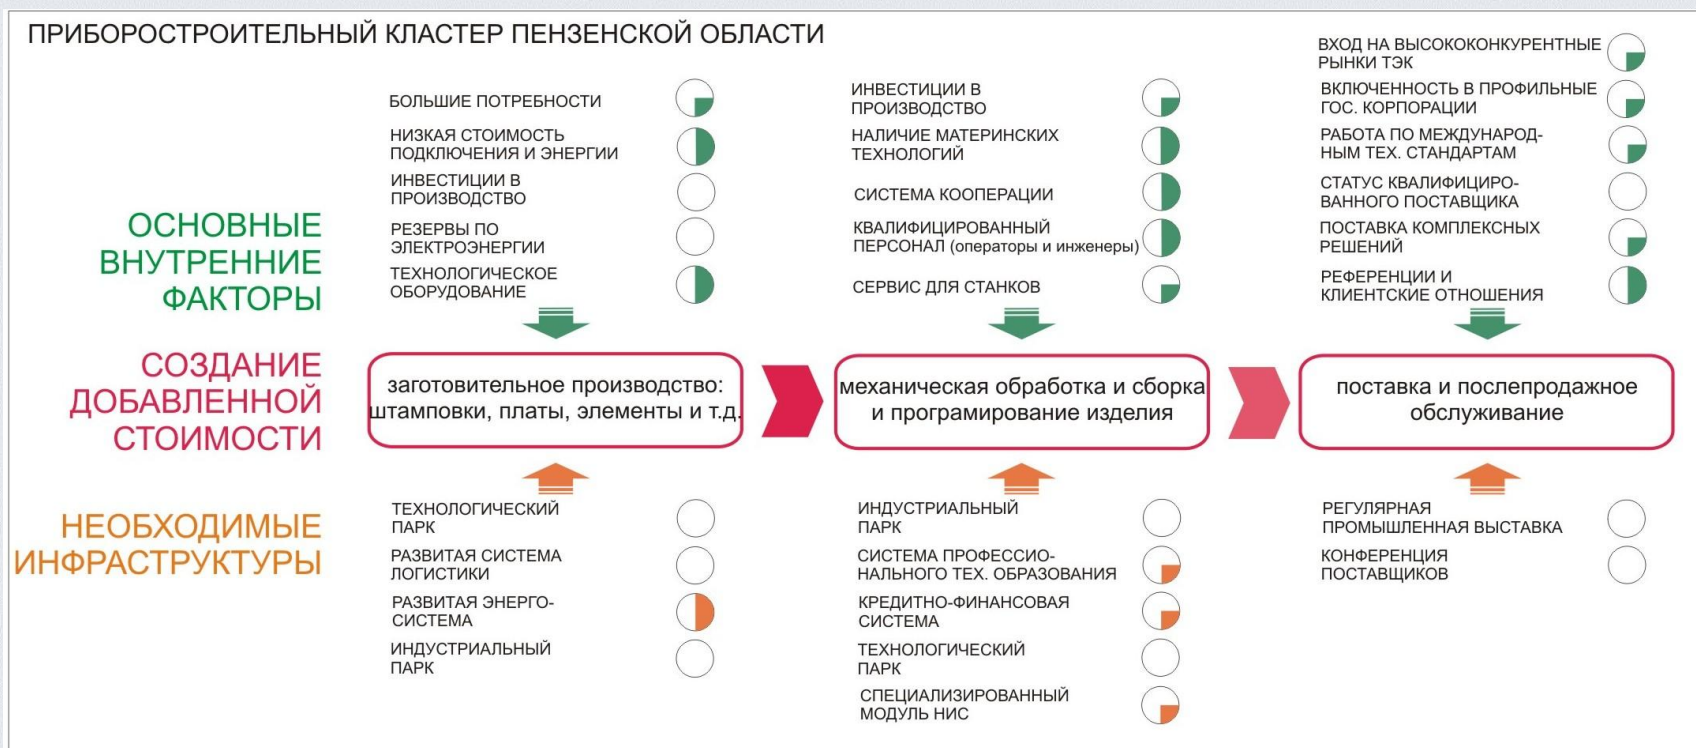 ПРИБОРОСТРОИТЕЛЬНЫЙ КЛАСТЕР ПЕНЗЕНСКОЙ ОБЛАСТИ
ОСНОВНЫЕ
ВНУТРЕННИЕ
ФАКТОРЫ
БОЛЬШИЕ ПОТРЕБНОСТИ
НИЗКАЯ СТОИМОСТЬ
ПОДКЛЮЧЕНИЯ И ЭНЕРГИИ
ИНВЕСТИЦИИ В
ПРОИЗВОДСТВО
РЕЗЕРВЫ ПО
ЭЛЕКТРОЭНЕРГИИ
ТЕХНОЛОГИЧЕСКОЕ
ОБОРУДОВАНИЕ
ИНВЕСТИЦИИ В
ПРОИЗВОДСТВО
НАЛИЧИЕ МАТЕРИНСКИХ
ТЕХНОЛОГИЙ
СИСТЕМА КООПЕРАЦИИ
КВАЛИФИЦИРОВАННЫЙ
ПЕРСОНАЛ (операторы и инженеры)
СЕРВИС ДЛЯ СТАНКОВ
ВХОД НА ВЫСОКОКОНКУРЕНТНЫЕ
РЫНКИ ТЭК
ВКЛЮЧЕННОСТЬ В ПРОФИЛЬНЫЕ
ГОС. КОРПОРАЦИИ
РАБОТА ПО МЕЖДУНАРОД-
НЫМ ТЕХ. СТАНДАРТАМ
СТАТУС КВАЛИФИЦИРО-
ВАННОГО ПОСТАВЩИКА
ПОСТАВКА КОМПЛЕКСНЫХ
РЕШЕНИЙ
РЕФЕРЕНЦИИ И
КЛИЕНТСКИЕ ОТНОШЕНИЯ
СОЗДАНИЕ
ДОБАВЛЕННОЙ
СТОИМОСТИ
заготовительное производство:
штамповки, платы, элементы и т.д.
механическая обработка и сборка
и програмирование изделия
поставка и послепродажное
обслуживание
НЕОБХОДИМЫЕ
ИНФРАСТРУКТУРЫ
ТЕХНОЛОГИЧЕСКИЙ
ПАРК
РАЗВИТАЯ СИСТЕМА
ЛОГИСТИКИ
РАЗВИТАЯ ЭНЕРГО-
СИСТЕМА
ИНДУСТРИАЛЬНЫЙ
ПАРК
ИНДУСТРИАЛЬНЫЙ
ПАРК
СИСТЕМА ПРОФЕССИО-
НАЛЬНОГО ТЕХ. ОБРАЗОВАНИЯ
КРЕДИТНО-ФИНАНСОВАЯ
СИСТЕМА
ТЕХНОЛОГИЧЕСКИЙ
ПАРК
СПЕЦИАЛИЗИРОВАННЫЙ
МОДУЛЬ НИС
РЕГУЛЯРНАЯ
ПРОМЫШЛЕННАЯ ВЫСТАВКА
КОНФЕРЕНЦИЯ
ПОСТАВЩИКОВ